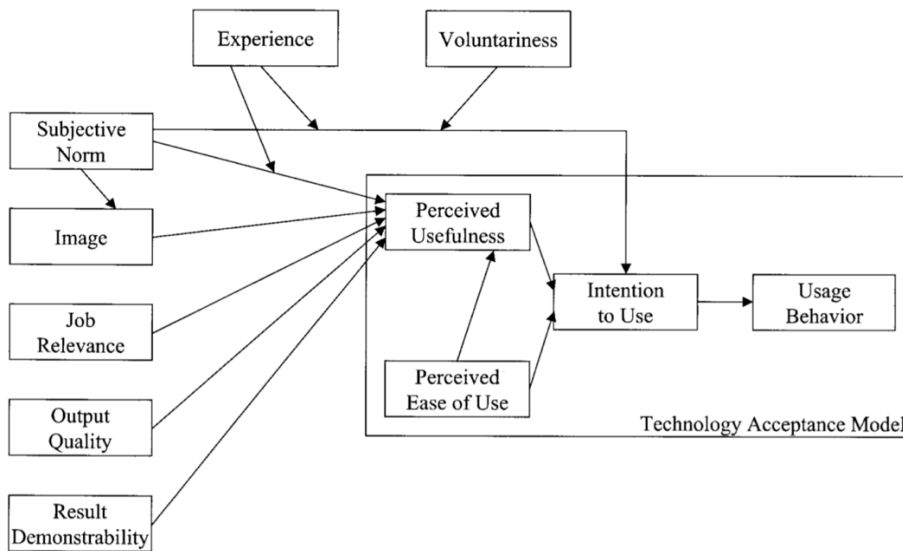 Experience
Voluntariness
Subjective
Norm
Image
Perceived
Usefulness
Intention
to Use
Usage
Behavior
Job
Relevance
Perceived
Ease of Use
Output
Quality
Technology Acceptance Model
Result
Demonstrability